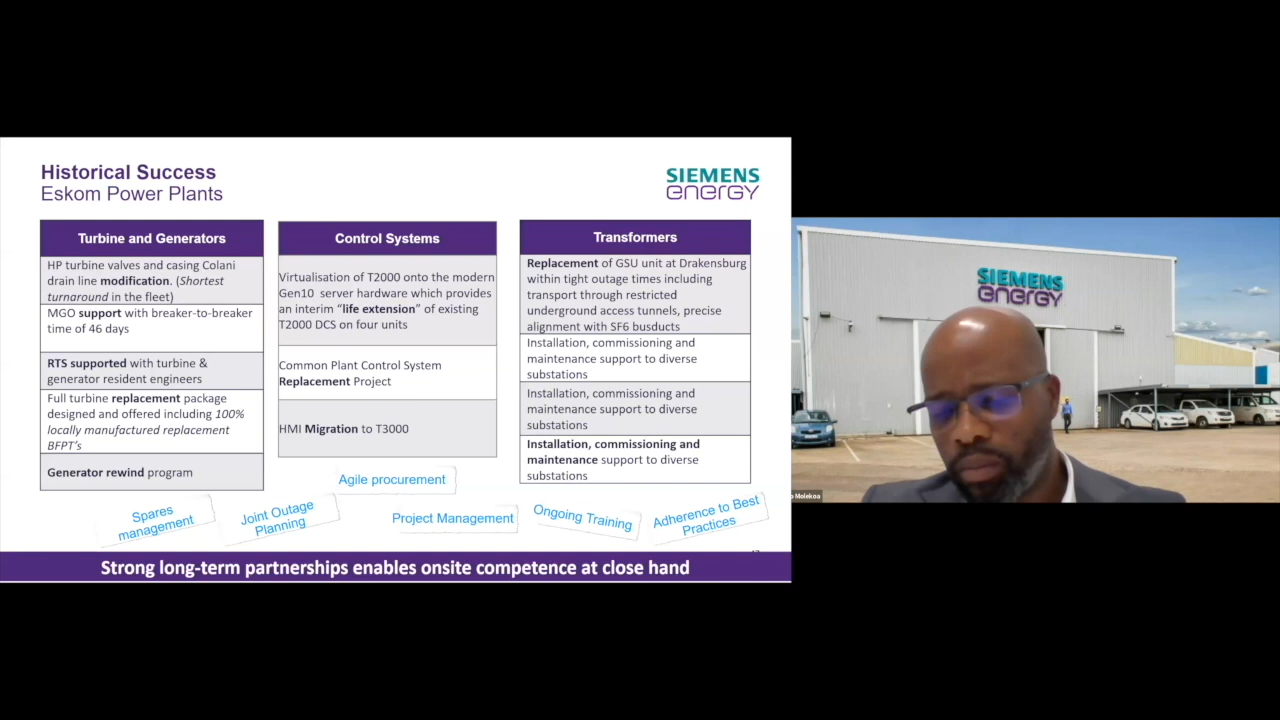 Historical Success
Eskom Power Plants
SIEMENS
energy
Turbine and Generators
HP turbine valves and casing Colani
drain line modification. (Shortest
turnaround in the fleet)
MGO support with breaker-to-breaker
time of 46 days
RTS supported with turbine &
generator resident engineers
Full turbine replacement package
designed and offered including 100%
locally manufactured replacement
BFPT's
Generator rewind program
Control Systems
Virtualisation of T2000 onto the modern
Gen10 server hardware which provides
an interim “life extension” of existing
T2000 DCS on four units
Common Plant Control System
Replacement Project
HMI Migration to T3000
Transformers
Replacement of GSU unit at Drakensburg
within tight outage times including
transport through restricted
underground access tunnels, precise
alignment with SF6 busducts
Installation, commissioning and
maintenance support to diverse
substations
Installation, commissioning and
maintenance support to diverse
substations
Installation, commissioning and
maintenance support to diverse
substations
Agile procurement
Spares
management
Joint Outage
Planning
Project Management
Ongoing Training
Adherence to Best
Practices
Strong long-term partnerships enables onsite competence at close hand
SIEMENS
energy
Molekoa